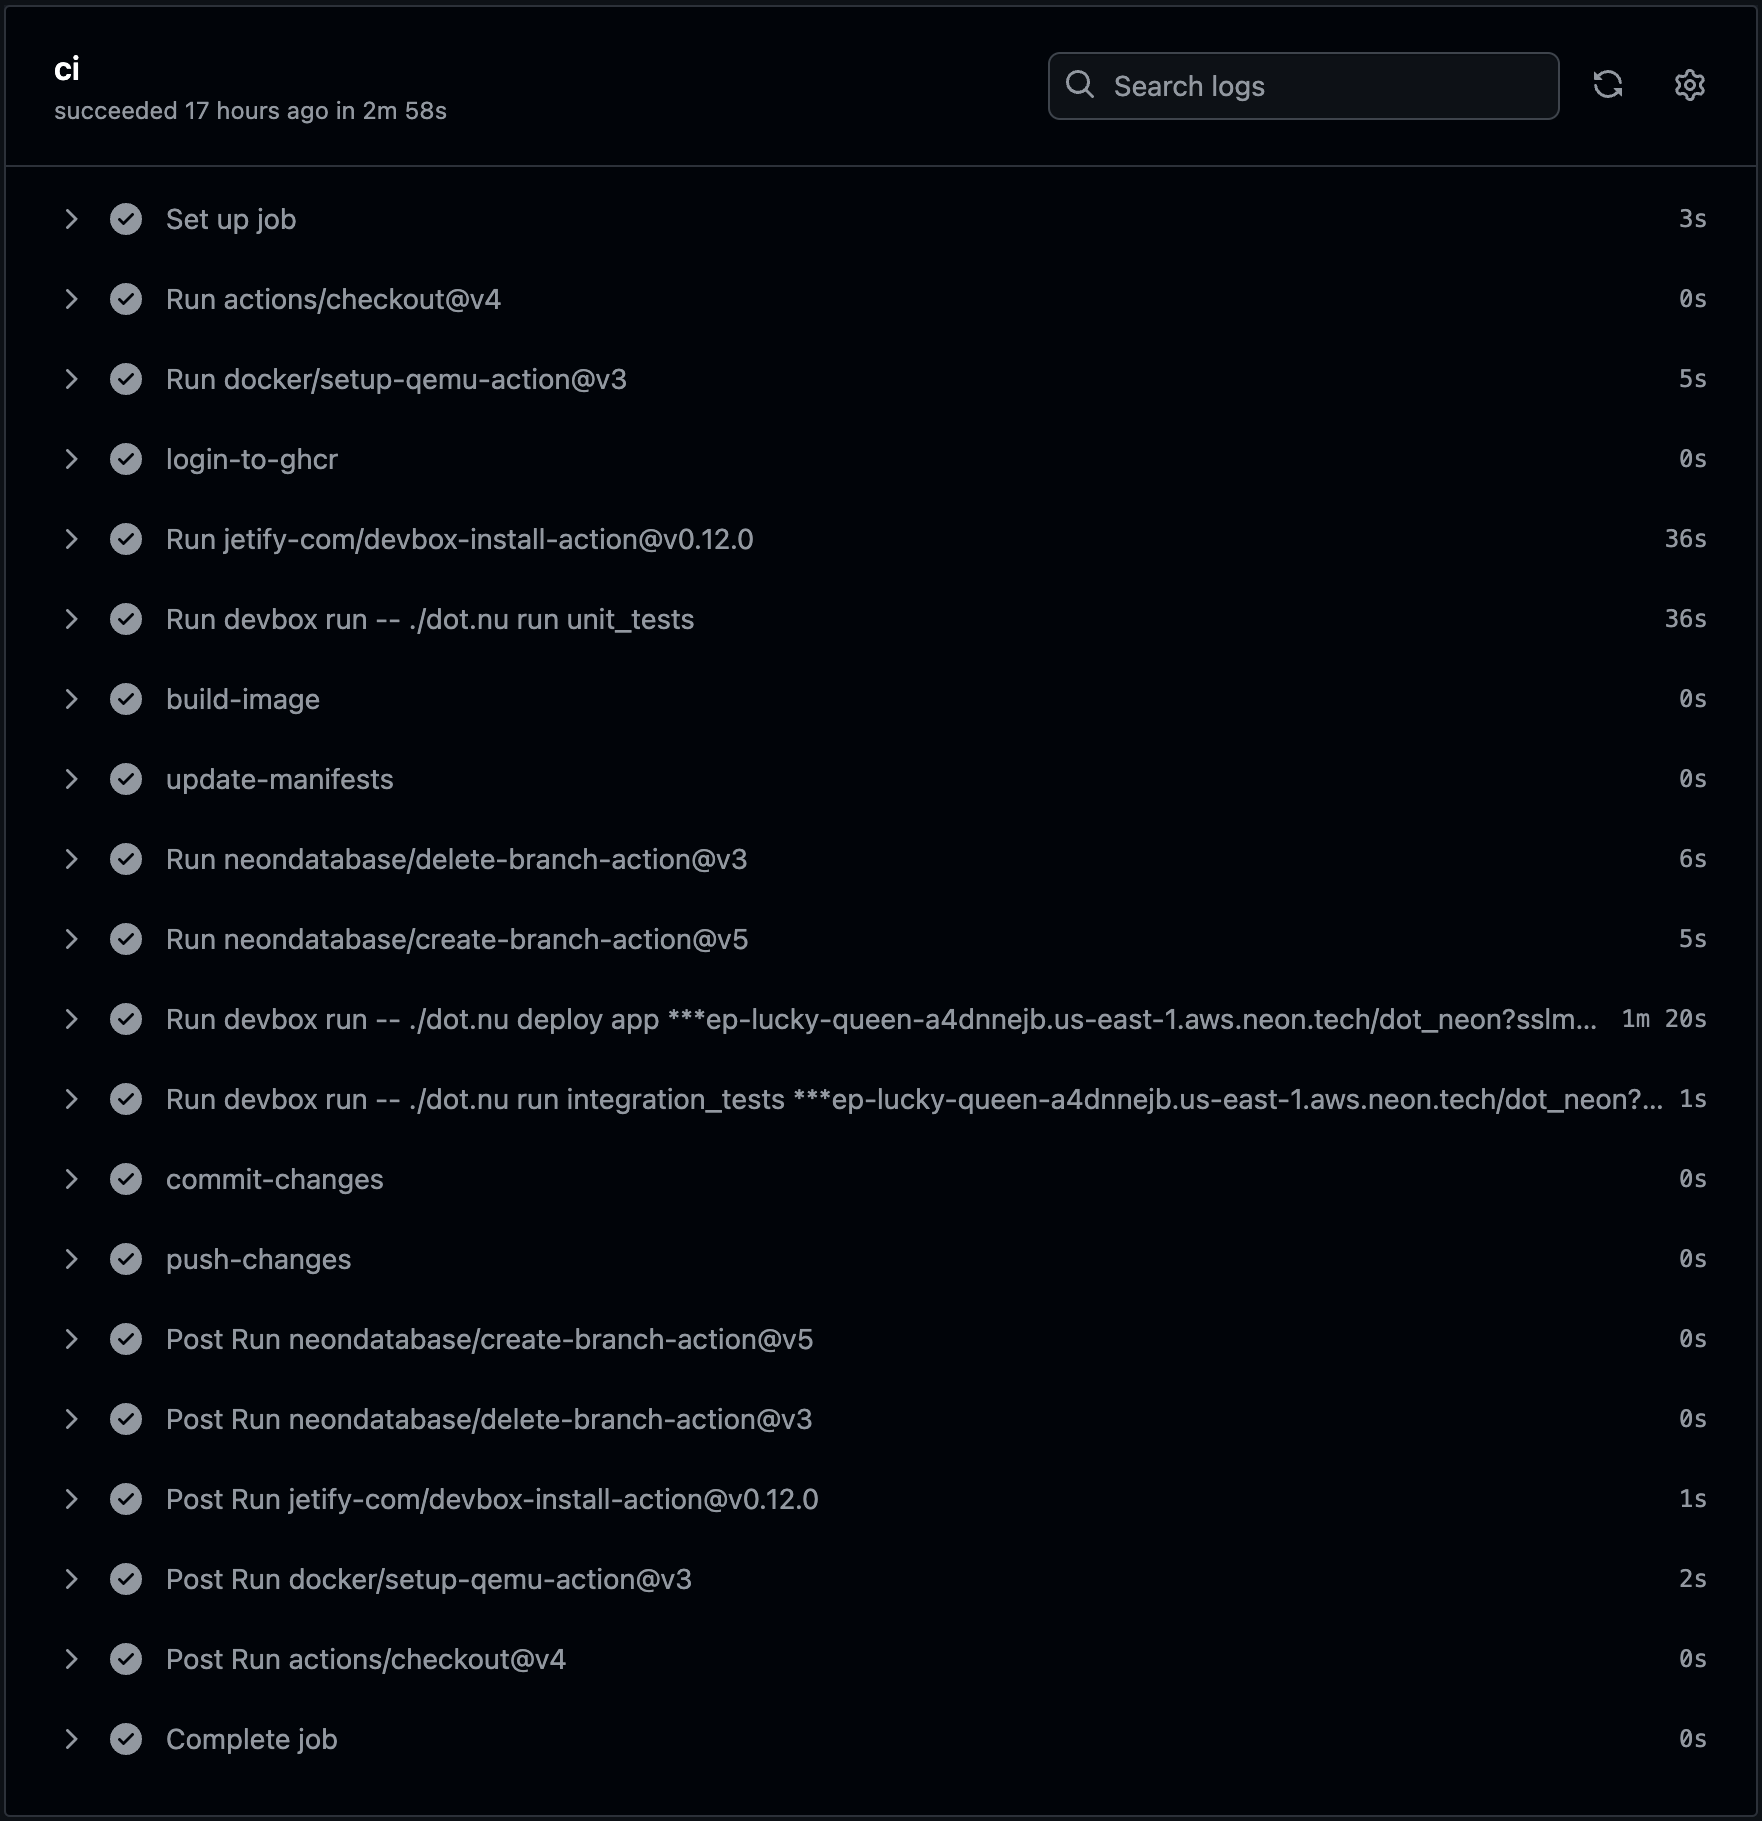 ci
succeeded 17 hours ago in 2m 58s
Search logs
Set up job 3s
Run actions/checkout@v4 0s
Run docker/setup-qemu-action@v3 5s
login-to-ghcr 0s
Run jetify-com/devbox-install-action@v0.12.0 36s
Run devbox run -- ./dot.nu run unit_tests 36s
build-image 0s
update-manifests 0s
Run neondatabase/delete-branch-action@v3 6s
Run neondatabase/create-branch-action@v5 5s
Run devbox run -- ./dot.nu deploy app ***ep-lucky-queen-a4dnnejb.us-east-1.aws.neon.tech/dot_neon?sslm... 1m 20s
Run devbox run -- ./dot.nu run integration_tests ***ep-lucky-queen-a4dnnejb.us-east-1.aws.neon.tech/dot_neon?... 1s
commit-changes 0s
push-changes 0s
Post Run neondatabase/create-branch-action@v5 0s
Post Run neondatabase/delete-branch-action@v3 0s
Post Run jetify-com/devbox-install-action@v0.12.0 1s
Post Run docker/setup-qemu-action@v3 2s
Post Run actions/checkout@v4 0s
Complete job 0s